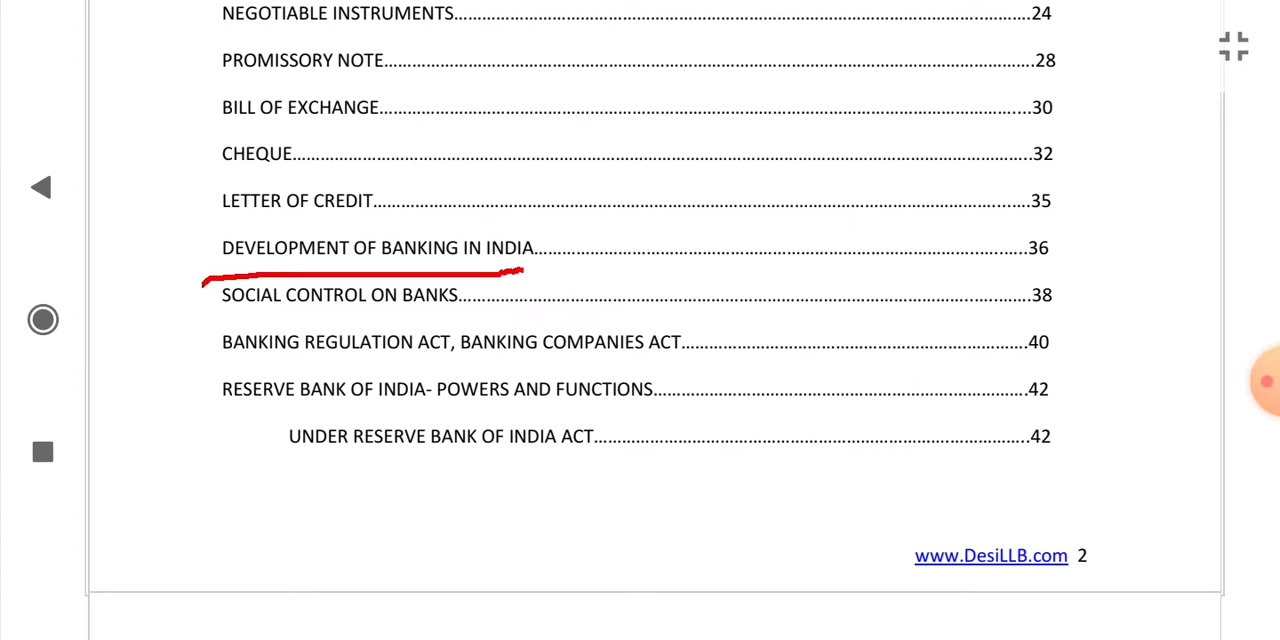 NEGOTIABLE INSTRUMENTS........................................................................................24
PROMISSORY NOTE........................................................................................28
BILL OF EXCHANGE........................................................................................30
CHEQUE........................................................................................32
LETTER OF CREDIT........................................................................................35
DEVELOPMENT OF BANKING IN INDIA........................................................................................36
SOCIAL CONTROL ON BANKS........................................................................................38
BANKING REGULATION ACT, BANKING COMPANIES ACT........................................................................................40
RESERVE BANK OF INDIA- POWERS AND FUNCTIONS........................................................................................42
UNDER RESERVE BANK OF INDIA ACT........................................................................................42
www.DesiLLB.com 2